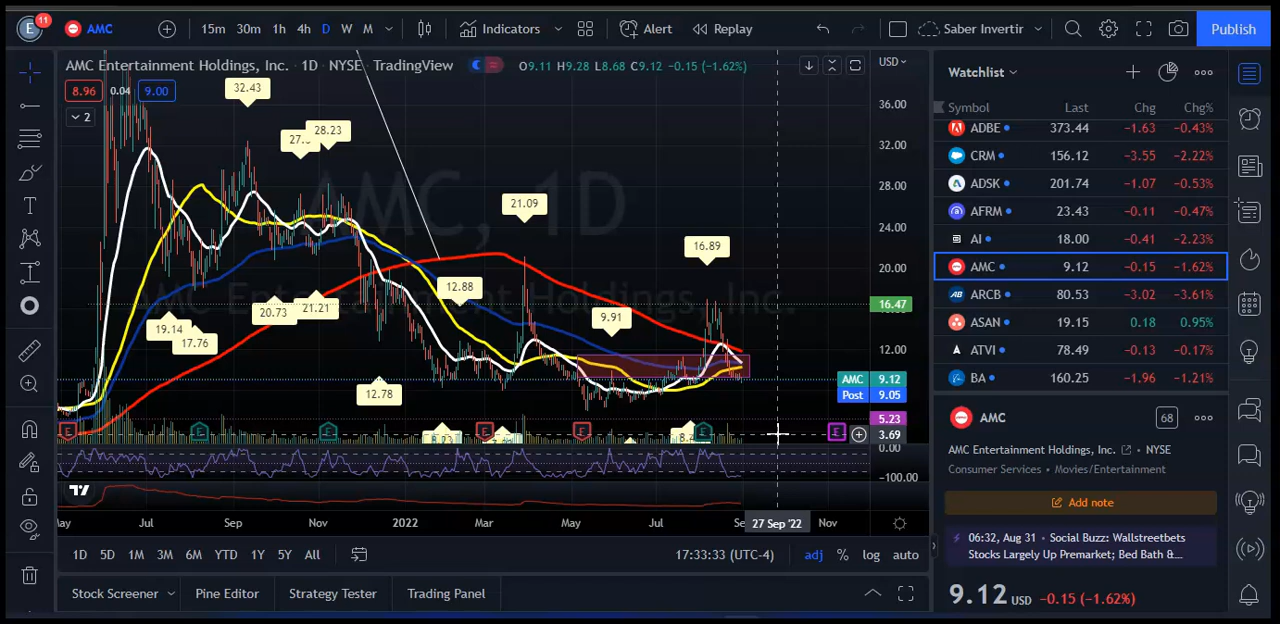 11
E
AMC
15m 30m 1h 4h D W M
Indicators
Alert
Replay
Saber Invertir
Publish
AMC Entertainment Holdings, Inc. · 1D · NYSE · TradingView
O9.11 H9.28 L8.68 C9.12 −0.15 (−1.62%)
USD
8.96 0.04 9.00
2
AMC, 1D
AMC Entertainment Holdings, Inc.
32.43
28.23
21.09
16.89
12.88
9.91
19.14
17.76
20.73
21.21
12.78
36.00
32.00
28.00
24.00
20.00
16.47
12.00
AMC 9.12
Post 9.05
5.23
3.69
0.00
−100.00
E E E E E E E
Jul Sep Nov 2022 Mar May Jul 27 Sep '22 Nov
1D 5D 1M 3M 6M YTD 1Y 5Y All
17:33:33 (UTC-4)
adj % log auto
Stock Screener
Pine Editor
Strategy Tester
Trading Panel
Watchlist
Symbol Last Chg Chg%
ADBE 373.44 −1.63 −0.43%
CRM 156.12 −3.55 −2.22%
ADSK 201.74 −1.07 −0.53%
AFRM 23.43 −0.11 −0.47%
AI 18.00 −0.41 −2.23%
AMC 9.12 −0.15 −1.62%
ARCB 80.53 −3.02 −3.61%
ASAN 19.15 0.18 0.95%
ATVI 78.49 −0.13 −0.17%
BA 160.25 −1.96 −1.21%
AMC
68
AMC Entertainment Holdings, Inc. · NYSE
Consumer Services · Movies/Entertainment
Add note
06:32, Aug 31 · Social Buzz: Wallstreetbets
Stocks Largely Up Premarket; Bed Bath &...
9.12 USD −0.15 (−1.62%)